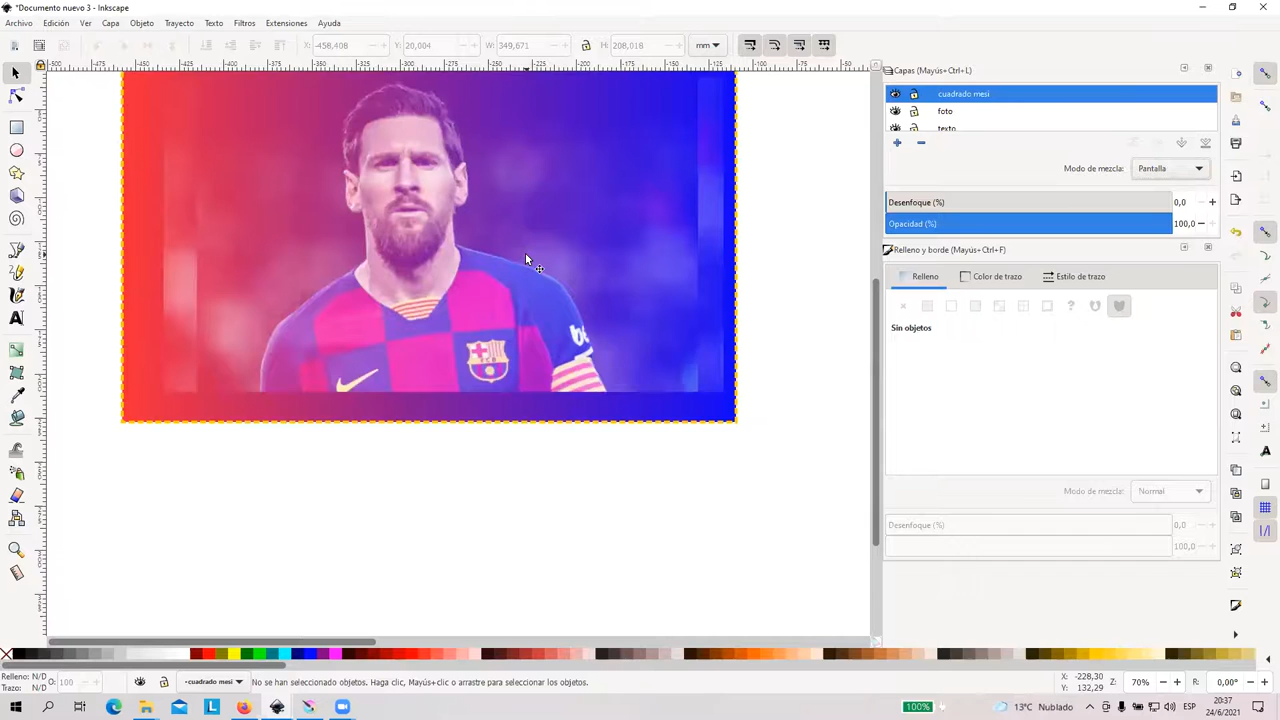 *Documento nuevo 3 - Inkscape
Archivo Edición Ver Capa Objeto Trayecto Texto Filtros Extensiones Ayuda
X: -458,408 Y: 20,004 W: 349,671 H: 208,018 mm
Capas (Mayús+Ctrl+L)
cuadrado mesi
foto
texto
Modo de mezcla: Pantalla
Desenfoque (%) 0,0
Opacidad (%) 100,0
Relleno y borde (Mayús+Ctrl+F)
Relleno Color de trazo Estilo de trazo
Sin objetos
Modo de mezcla: Normal
Desenfoque (%) 0,0
100,0
Relleno: N/D
Trazo: N/D
O: 100
cuadrado mesi
No se han seleccionado objetos. Haga clic, Mayús+clic o arrastre para seleccionarlos.
X: -228,30
Y: 132,29
Z: 70%
R: 0,00°
100%
13°C Nublado
ESP
20:37
24/6/2021